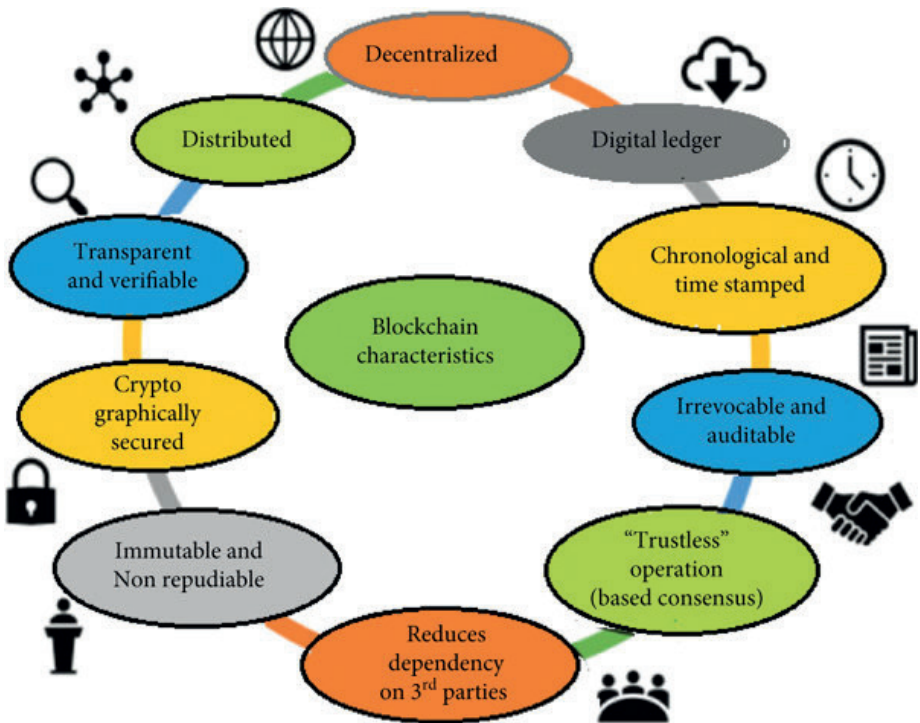 Decentralized
Digital ledger
Chronological and
time stamped
Irrevocable and
auditable
“Trustless”
operation
(based consensus)
Reduces
dependency
on 3rd parties
Immutable and
Non repudiable
Crypto
graphically
secured
Transparent
and verifiable
Distributed
Blockchain
characteristics